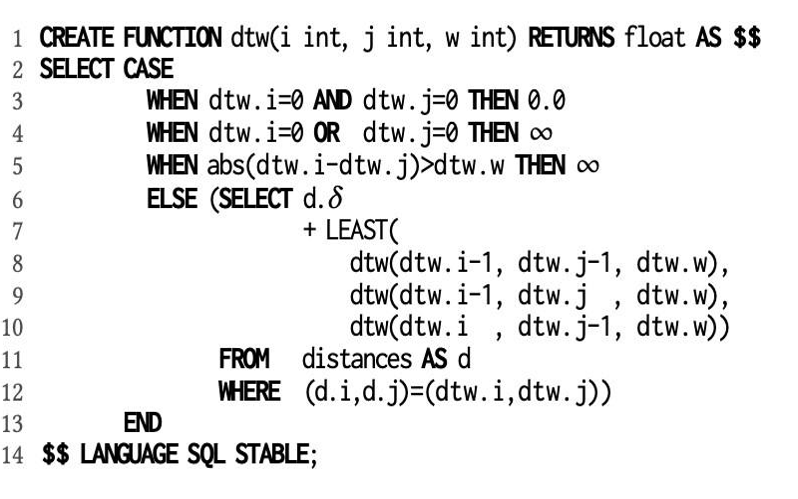 1 CREATE FUNCTION dtw(i int, j int, w int) RETURNS float AS $$
2 SELECT CASE
3 WHEN dtw.i=0 AND dtw.j=0 THEN 0.0
4 WHEN dtw.i=0 OR dtw.j=0 THEN ∞
5 WHEN abs(dtw.i-dtw.j)>dtw.w THEN ∞
6 ELSE (SELECT d.δ
7 + LEAST(
8 dtw(dtw.i-1, dtw.j-1, dtw.w),
9 dtw(dtw.i-1, dtw.j , dtw.w),
10 dtw(dtw.i , dtw.j-1, dtw.w))
11 FROM distances AS d
12 WHERE (d.i,d.j)=(dtw.i,dtw.j))
13 END
14 $$ LANGUAGE SQL STABLE;